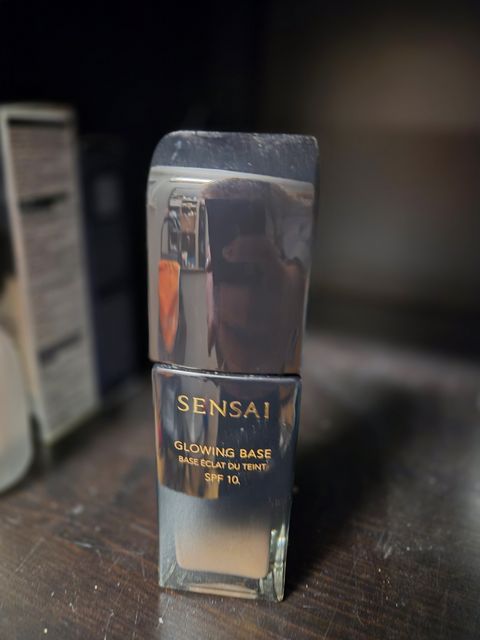 SENSAI
GLOWING BASE
BASE ÉCLAT DU TEINT
SPF 10